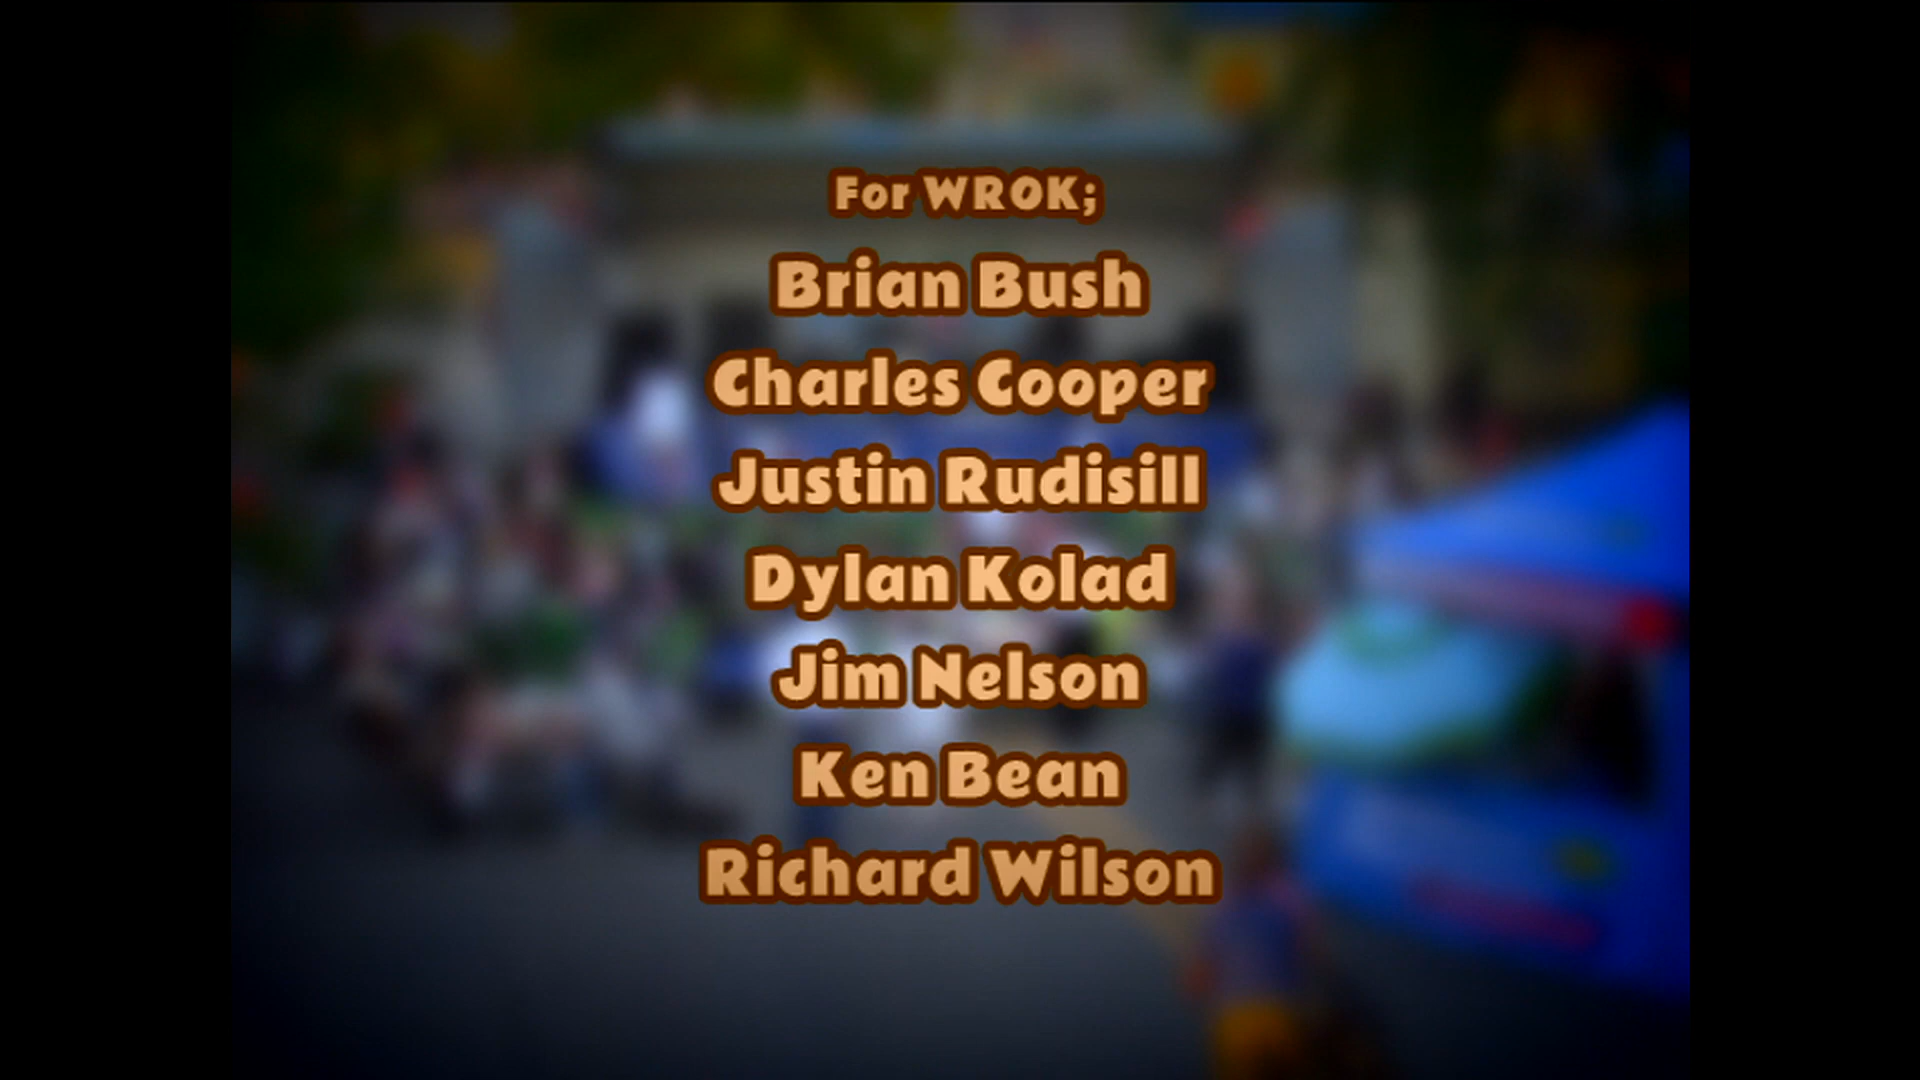 For WROK;
Brian Bush
Charles Cooper
Justin Rudisill
Dylan Kolad
Jim Nelson
Ken Bean
Richard Wilson